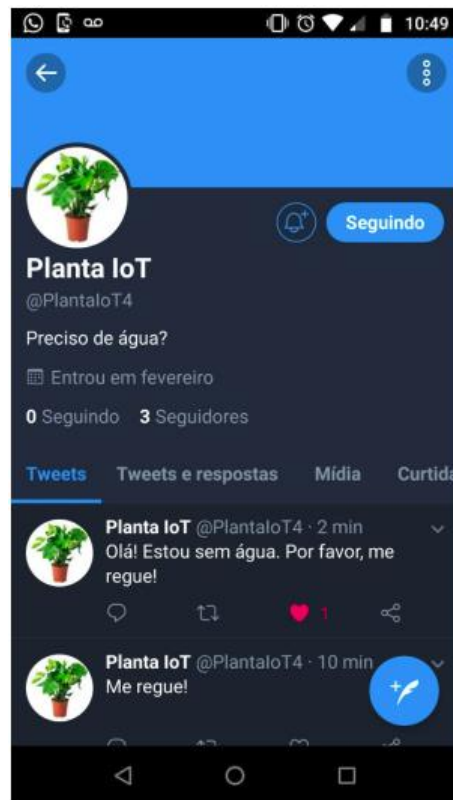 10:49
Seguindo
Planta IoT
@PlantaIoT4
Preciso de água?
Entrou em fevereiro
0 Seguindo 3 Seguidores
Tweets Tweets e respostas Mídia Curtida
Planta IoT @PlantaIoT4 · 2 min
Olá! Estou sem água. Por favor, me
regue!
1
Planta IoT @PlantaIoT4 · 10 min
Me regue!